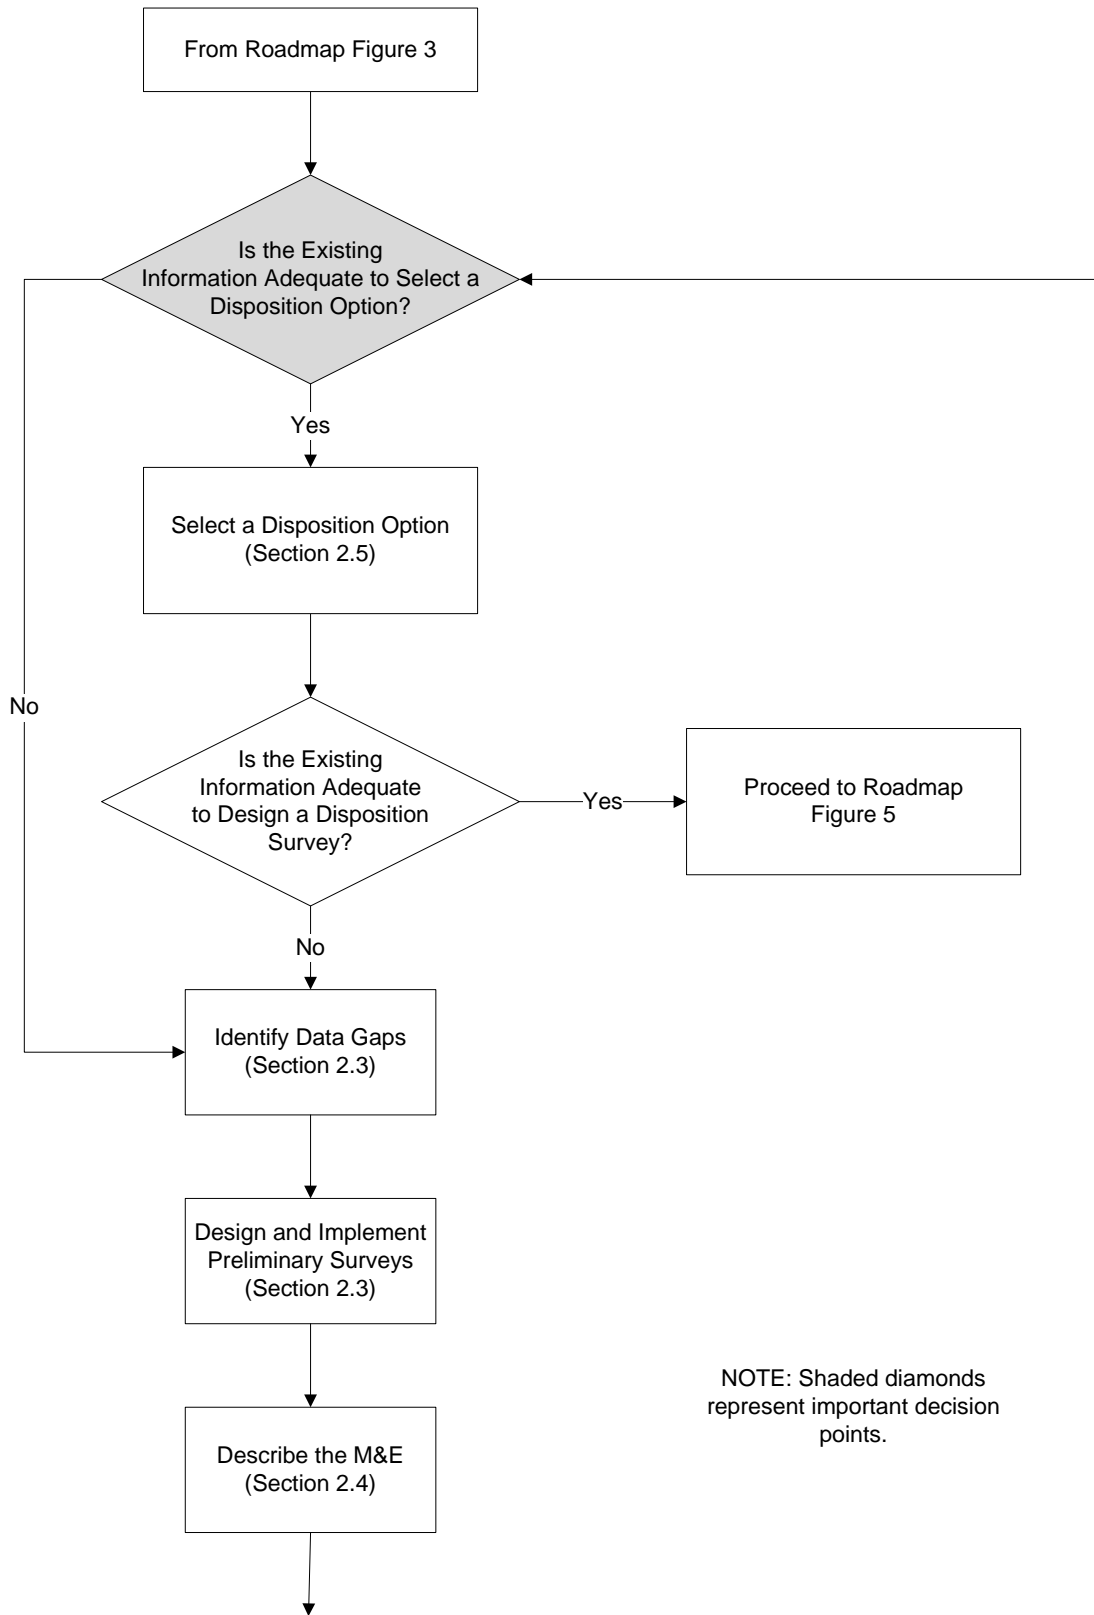 From Roadmap Figure 3
Is the Existing
Information Adequate to Select a
Disposition Option?
Yes
Select a Disposition Option
(Section 2.5)
No
Is the Existing
Information Adequate
to Design a Disposition
Survey?
Yes
Proceed to Roadmap
Figure 5
No
Identify Data Gaps
(Section 2.3)
Design and Implement
Preliminary Surveys
(Section 2.3)
NOTE: Shaded diamonds
represent important decision
points.
Describe the M&E
(Section 2.4)